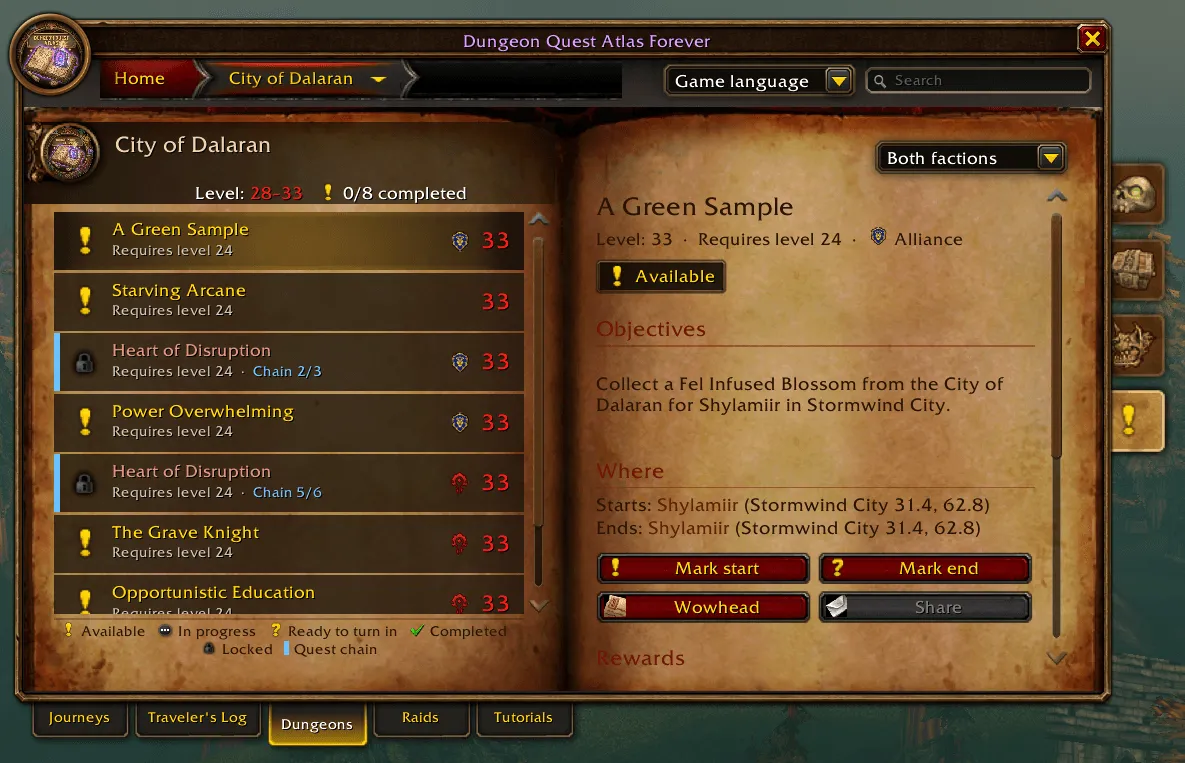 Dungeon Quest Atlas Forever
Home
City of Dalaran
Game language
Search
City of Dalaran
Level: 28-33 ! 0/8 completed
Both factions
A Green Sample
Requires level 24
33
Starving Arcane
Requires level 24
33
Heart of Disruption
Requires level 24 · Chain 2/3
33
Power Overwhelming
Requires level 24
33
Heart of Disruption
Requires level 24 · Chain 5/6
33
The Grave Knight
Requires level 24
33
Opportunistic Education
Requires level 24
33
! Available In progress ? Ready to turn in Completed
Locked Quest chain
A Green Sample
Level: 33 · Requires level 24 · Alliance
! Available
Objectives
Collect a Fel Infused Blossom from the City of
Dalaran for Shylamiir in Stormwind City.
Where
Starts: Shylamiir (Stormwind City 31.4, 62.8)
Ends: Shylamiir (Stormwind City 31.4, 62.8)
! Mark start
? Mark end
Wowhead
Share
Rewards
Journeys
Traveler's Log
Dungeons
Raids
Tutorials